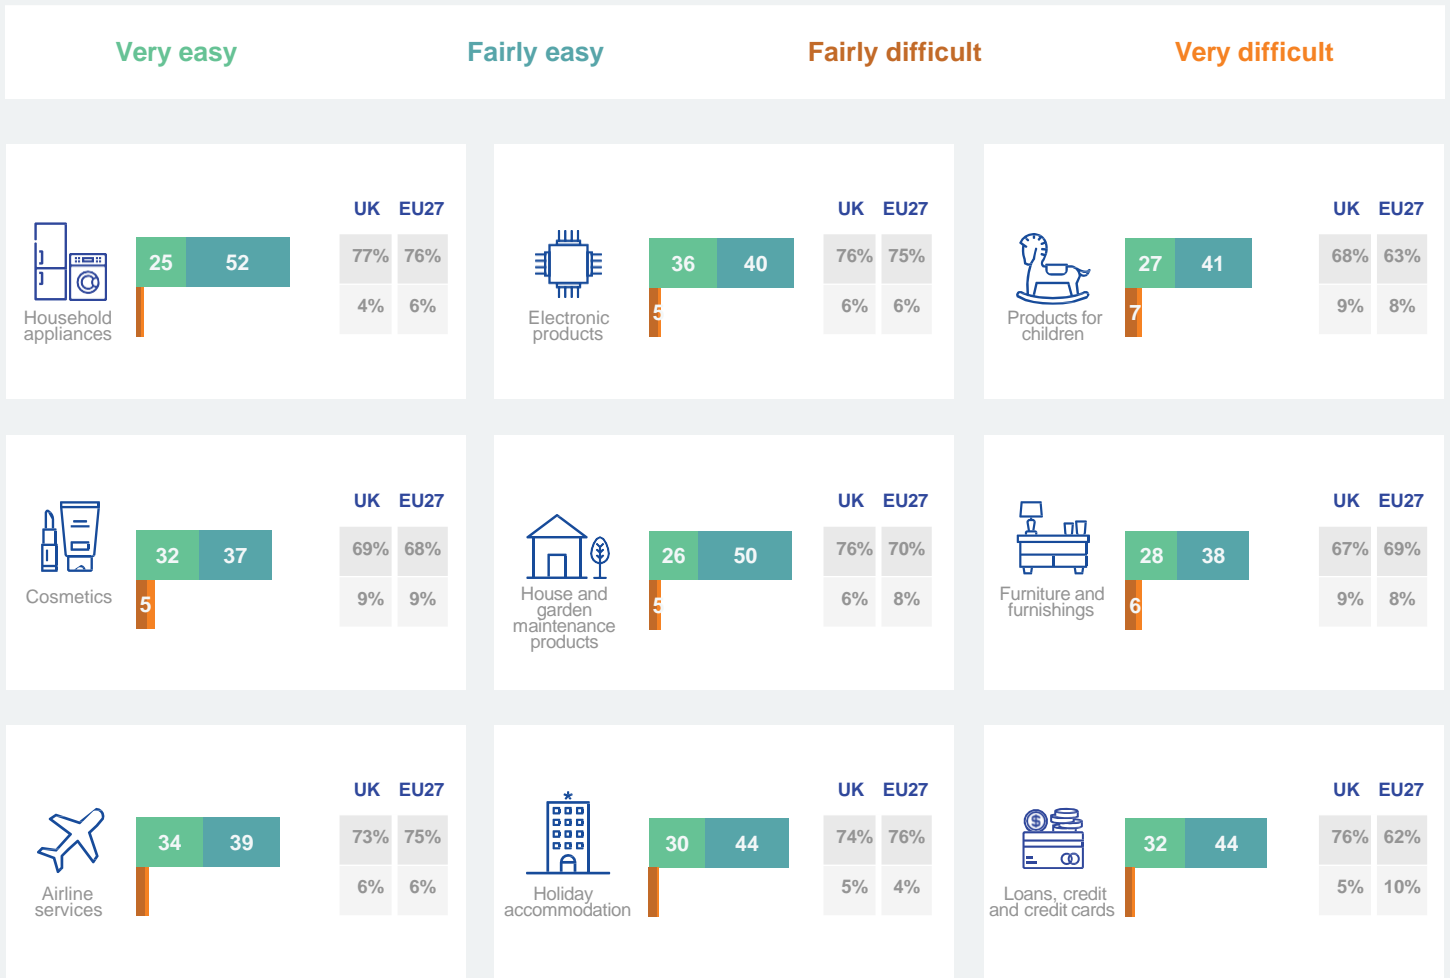 Very easy Fairly easy Fairly difficult Very difficult
UK EU27
25 52 77% 76%
4% 6%
Household
appliances
UK EU27
36 40 76% 75%
5 6% 6%
Electronic
products
UK EU27
27 41 68% 63%
7 9% 8%
Products for
children
UK EU27
32 37 69% 68%
5 9% 9%
Cosmetics
UK EU27
26 50 76% 70%
5 6% 8%
House and
garden
maintenance
products
UK EU27
28 38 67% 69%
6 9% 8%
Furniture and
furnishings
UK EU27
34 39 73% 75%
6% 6%
Airline
services
UK EU27
30 44 74% 76%
5% 4%
Holiday
accommodation
UK EU27
$
32 44 76% 62%
5% 10%
Loans, credit
and credit cards